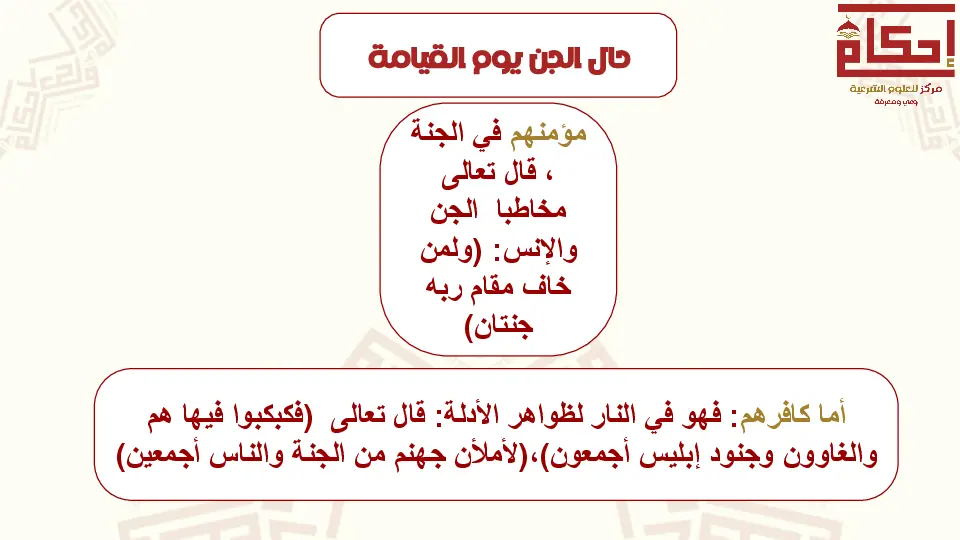 إحكام
مركز للعلوم الشرعية
وعي ومعرفة
حال الجن يوم القيامة
مؤمنهم في الجنة
، قال تعالى
مخاطبا الجن
والإنس: (ولمن
خاف مقام ربه
جنتان)
أما كافرهم: فهو في النار لظواهر الأدلة: قال تعالى (فكبكبوا فيها هم
والغاوون وجنود إبليس أجمعون)،(لأملأن جهنم من الجنة والناس أجمعين)